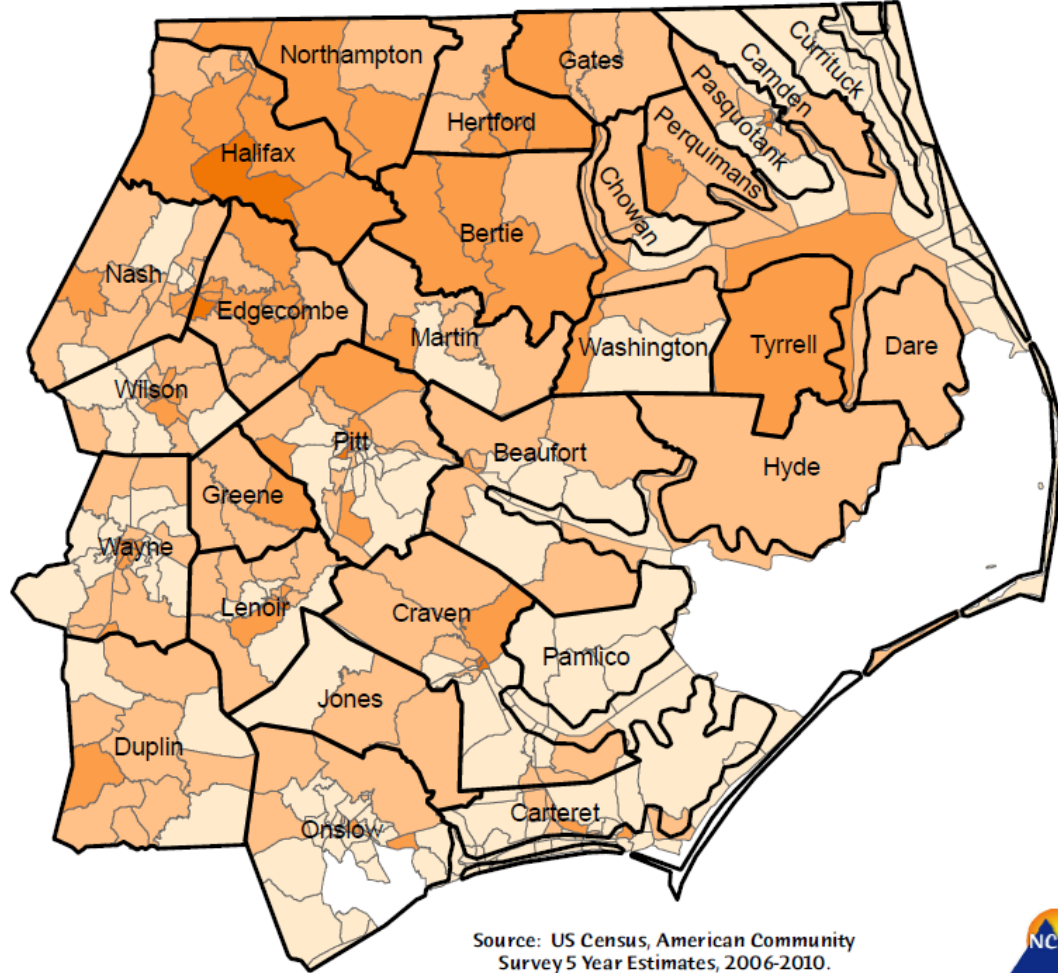 Northampton
Gates
Currituck
Camden
Pasquotank
Perquimans
Hertford
Halifax
Chowan
Bertie
Nash
Edgecombe
Martin
Washington
Tyrrell
Dare
Wilson
Pitt
Beaufort
Hyde
Greene
Wayne
Lenoir
Craven
Pamlico
Jones
Duplin
Carteret
Onslow
Source: US Census, American Community
Survey 5 Year Estimates, 2006-2010.
NC